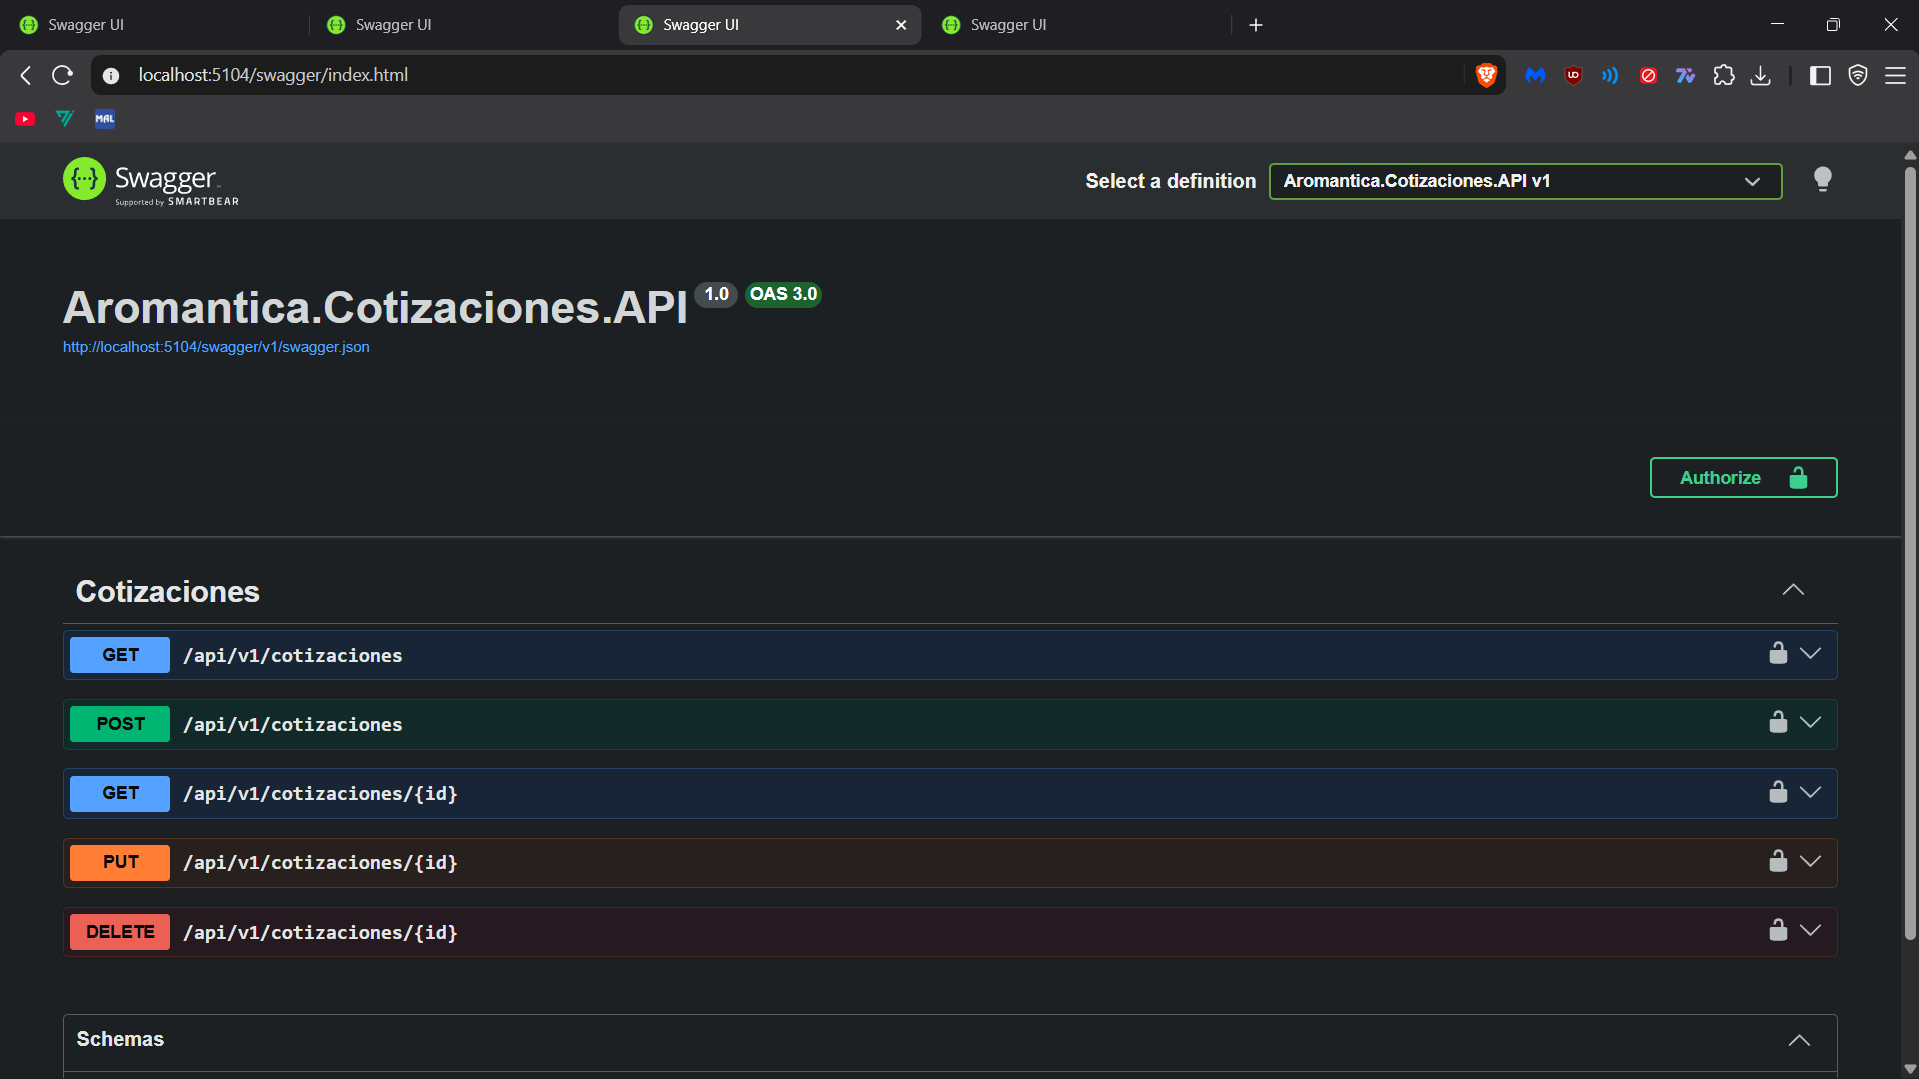 Swagger UI
Swagger UI
Swagger UI
Swagger UI
localhost:5104/swagger/index.html
MAL
Swagger
Supported by SMARTBEAR
Select a definition
Aromantica.Cotizaciones.API v1
Aromantica.Cotizaciones.API 1.0 OAS 3.0
http://localhost:5104/swagger/v1/swagger.json
Authorize
Cotizaciones
GET /api/v1/cotizaciones
POST /api/v1/cotizaciones
GET /api/v1/cotizaciones/{id}
PUT /api/v1/cotizaciones/{id}
DELETE /api/v1/cotizaciones/{id}
Schemas